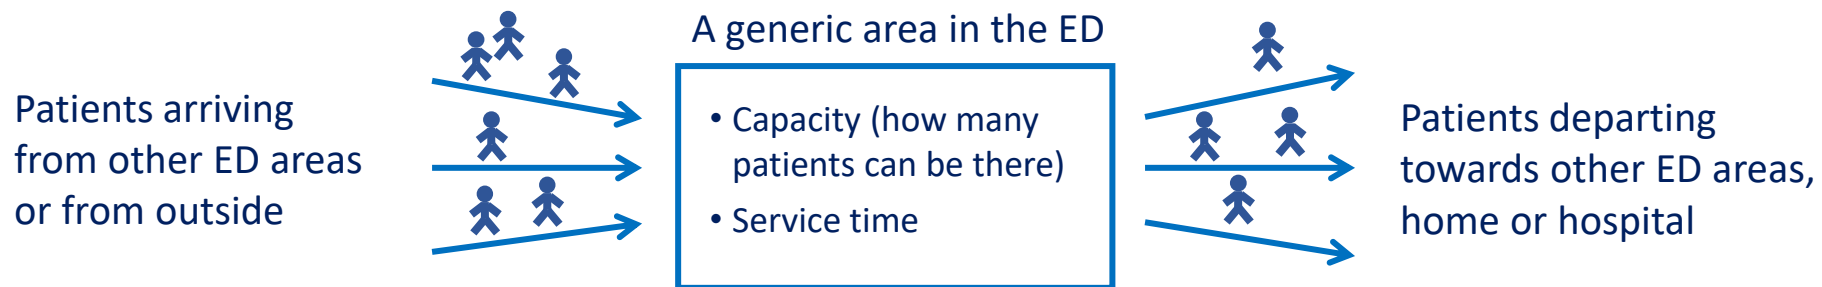 A generic area in the ED
Patients arriving
from other ED areas
or from outside
• Capacity (how many
patients can be there)
• Service time
Patients departing
towards other ED areas,
home or hospital